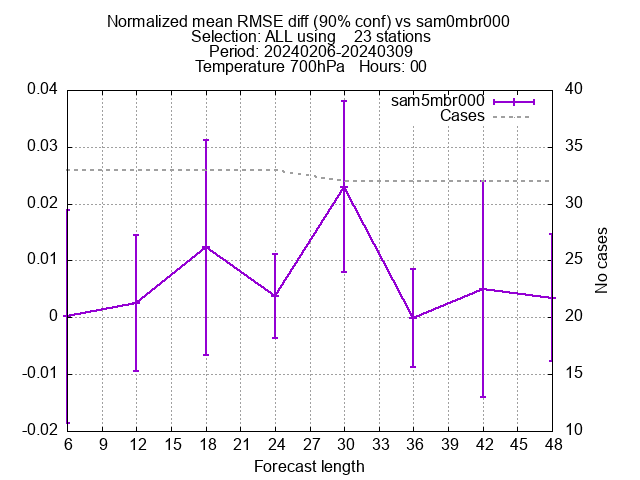 Normalized mean RMSE diff (90% conf) vs sam0mbr000
Selection: ALL using    23 stations
Period: 20240206-20240309
Temperature 700hPa   Hours: 00
sam5mbr000
Cases
0.04
0.03
0.02
0.01
0
-0.01
-0.02
40
35
30
25
20
15
10
No cases
6 12 15 18 21 24 27 30 33 36 39 42 45 48
Forecast length